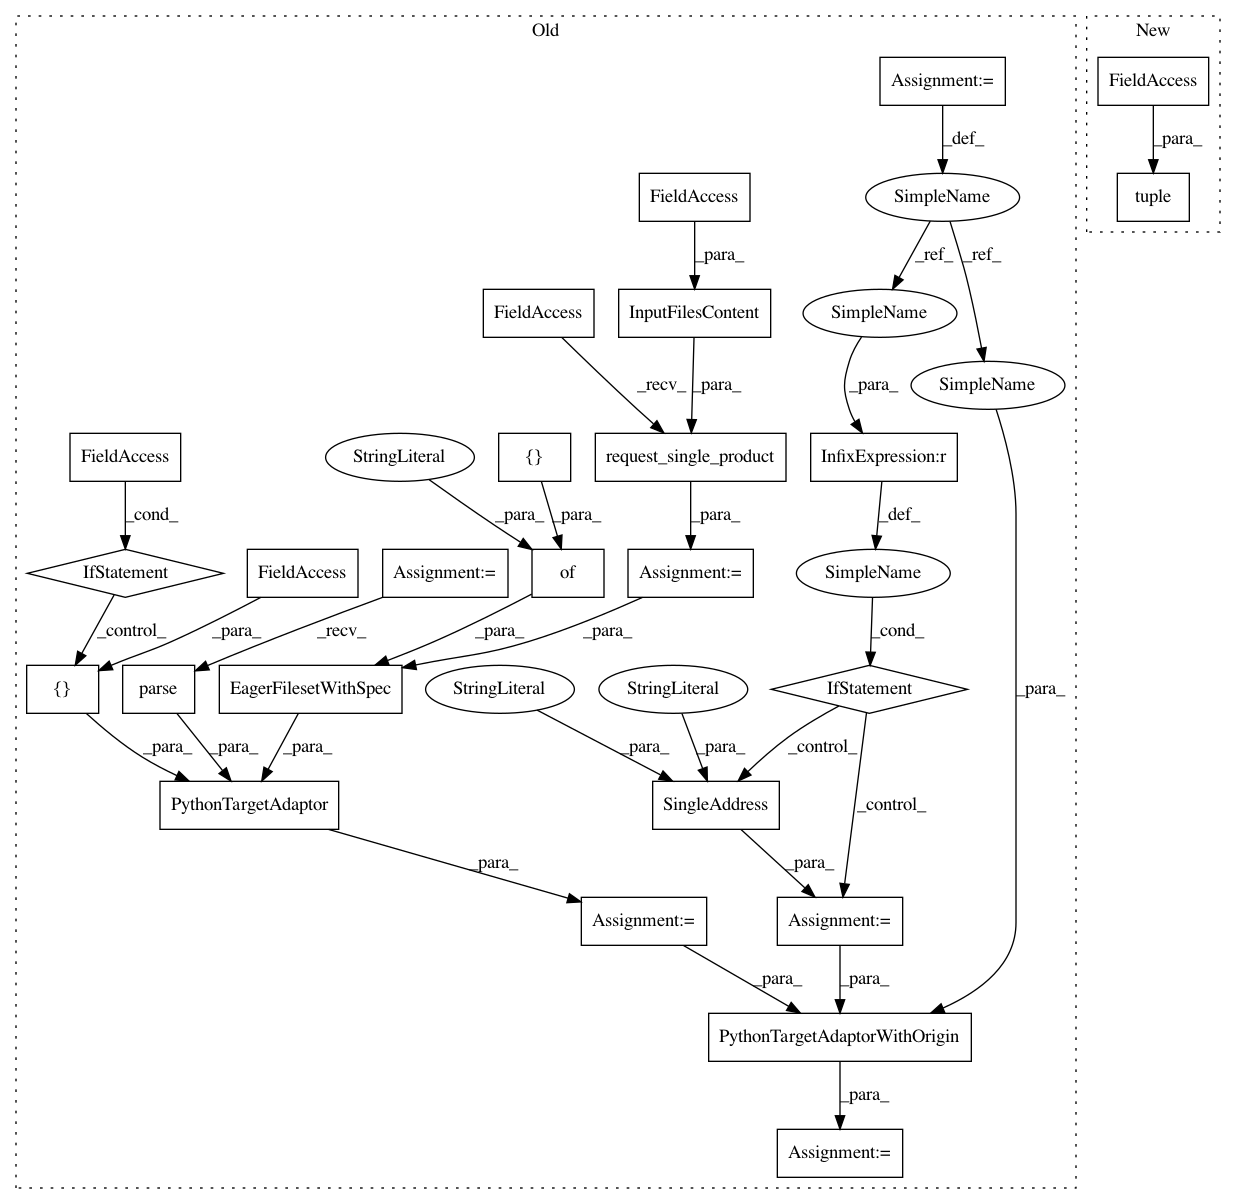 Old
New
Assignment:=
FieldAccess
_def_
_para_
FieldAccess
SimpleName
tuple
_para_
_ref_
_ref_
FieldAccess
InputFilesContent
SimpleName
_recv_
_para_
_para_
SimpleName
FieldAccess
StringLiteral
{}
request_single_product
InfixExpression:r
_cond_
_para_
_para_
_para_
_def_
IfStatement
FieldAccess
Assignment:=
of
Assignment:=
SimpleName
_control_
_para_
_recv_
_para_
_para_
_cond_
{}
parse
EagerFilesetWithSpec
StringLiteral
StringLiteral
IfStatement
_para_
_para_
_para_
_para_
_para_
_para_
_control_
PythonTargetAdaptor
SingleAddress
_control_
_para_
_para_
Assignment:=
Assignment:=
_para_
_para_
PythonTargetAdaptorWithOrigin
_para_
Assignment:=